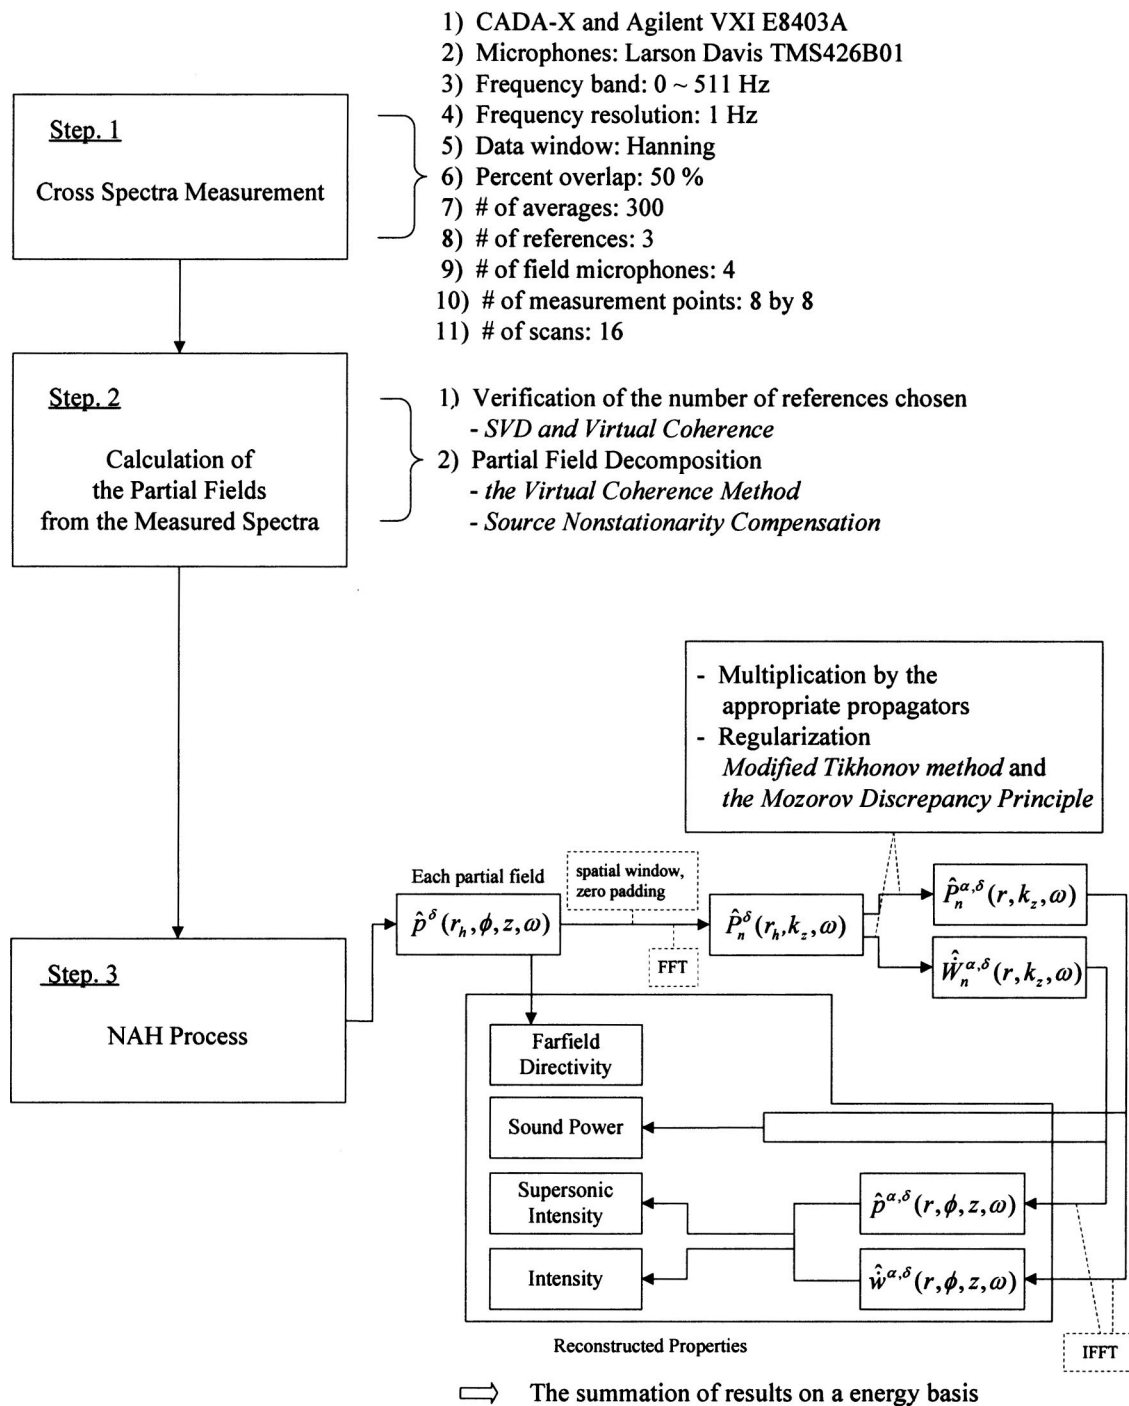 1) CADA-X and Agilent VXI E8403A
2) Microphones: Larson Davis TMS426B01
3) Frequency band: 0 ~ 511 Hz
4) Frequency resolution: 1 Hz
5) Data window: Hanning
6) Percent overlap: 50 %
7) # of averages: 300
8) # of references: 3
9) # of field microphones: 4
10) # of measurement points: 8 by 8
11) # of scans: 16
Step. 1
Cross Spectra Measurement
Step. 2
Calculation of
the Partial Fields
from the Measured Spectra
1) Verification of the number of references chosen
- SVD and Virtual Coherence
2) Partial Field Decomposition
- the Virtual Coherence Method
- Source Nonstationarity Compensation
- Multiplication by the
appropriate propagators
- Regularization
Modified Tikhonov method and
the Mozorov Discrepancy Principle
Step. 3
NAH Process
Each partial field
p̂^δ(r_h,ϕ,z,ω)
spatial window,
zero padding
FFT
P̂_n^δ(r_h,k_z,ω)
P̂_n^{α,δ}(r,k_z,ω)
Ŵ̇_n^{α,δ}(r,k_z,ω)
Farfield
Directivity
Sound Power
Supersonic
Intensity
Intensity
p̂^{α,δ}(r,ϕ,z,ω)
ŵ̇^{α,δ}(r,ϕ,z,ω)
IFFT
Reconstructed Properties
⇨ The summation of results on a energy basis